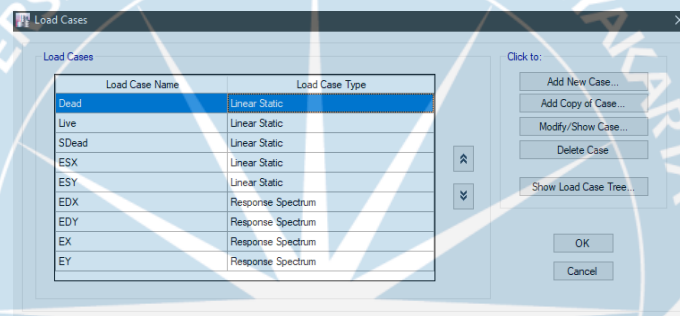 Load Cases
Load Cases
Click to:
Load Case Name Load Case Type
Dead Linear Static
Live Linear Static
SDead Linear Static
ESX Linear Static
ESY Linear Static
EDX Response Spectrum
EDY Response Spectrum
EX Response Spectrum
EY Response Spectrum
Add New Case...
Add Copy of Case...
Modify/Show Case...
Delete Case
Show Load Case Tree...
OK
Cancel